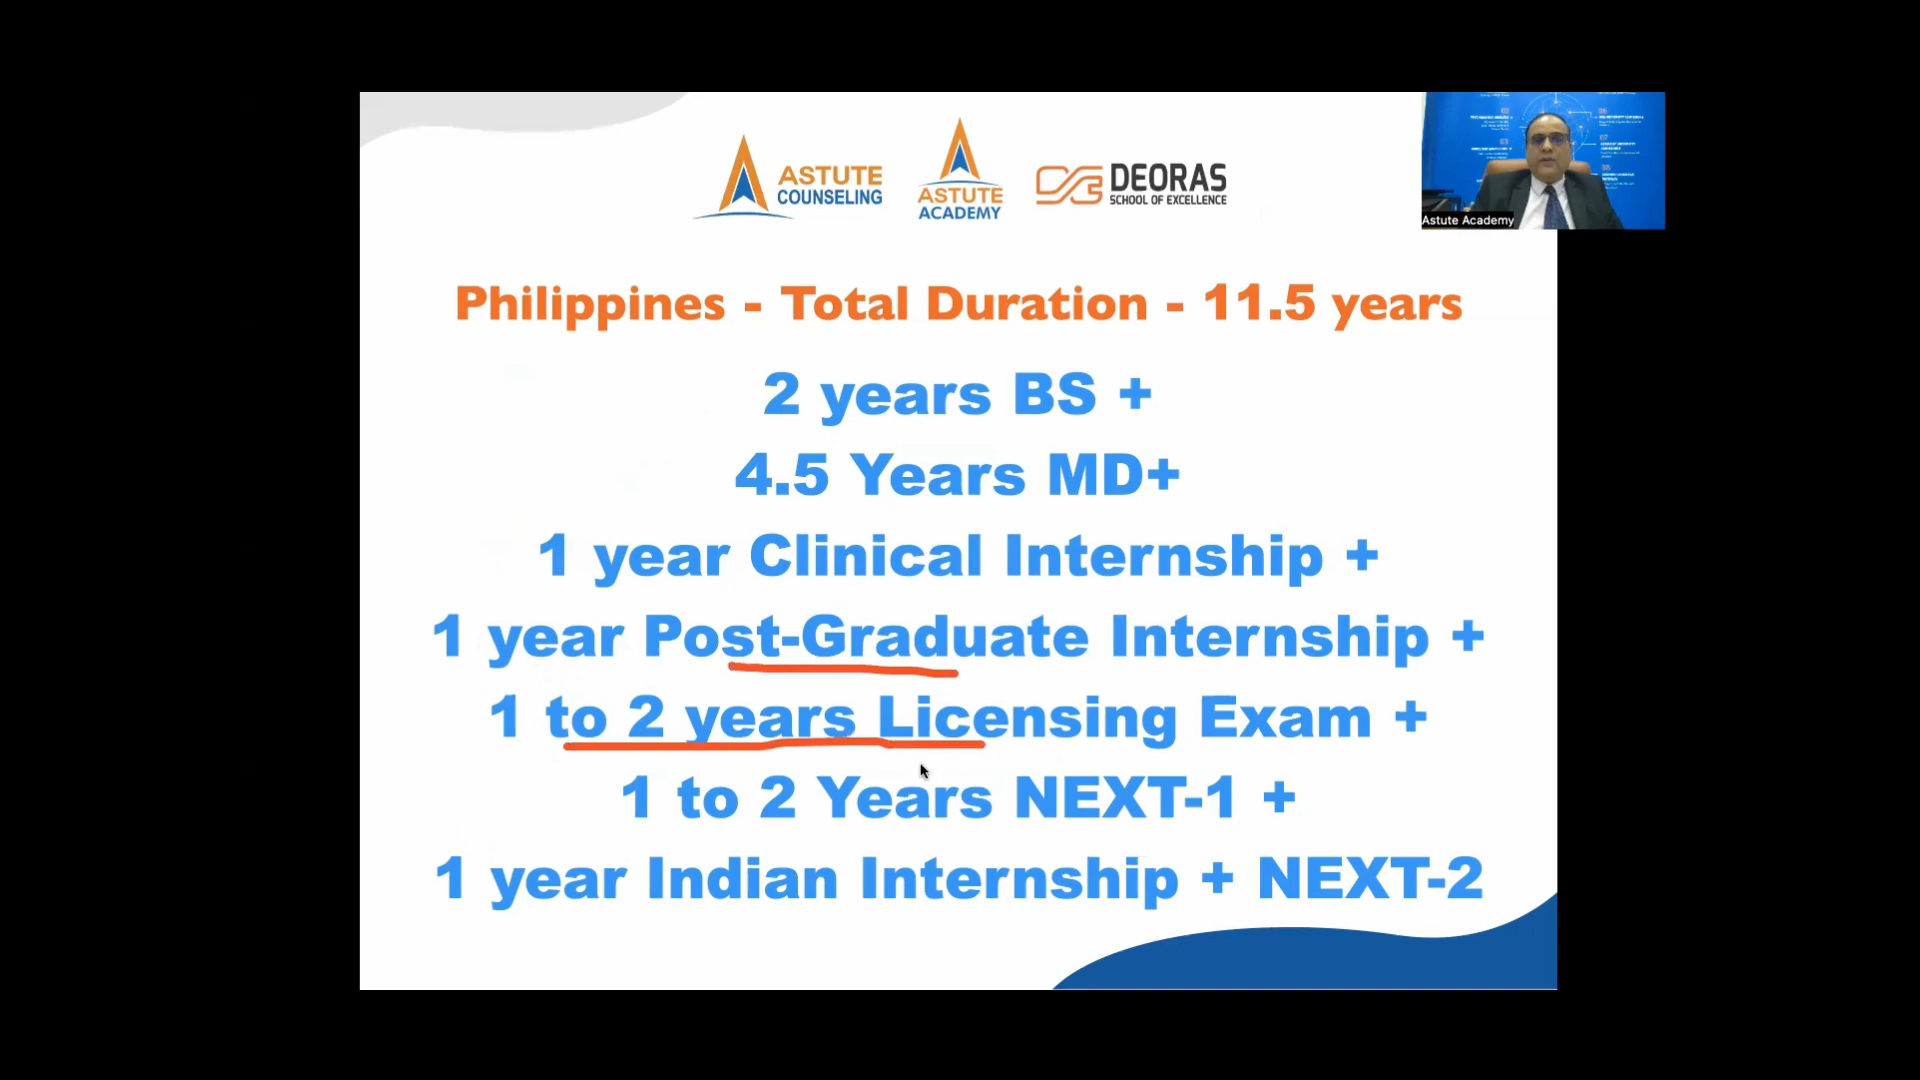 ASTUTE
COUNSELING
ASTUTE
ACADEMY
DEORAS
SCHOOL OF EXCELLENCE
Astute Academy
Philippines - Total Duration - 11.5 years
2 years BS +
4.5 Years MD+
1 year Clinical Internship +
1 year Post-Graduate Internship +
1 to 2 years Licensing Exam +
1 to 2 Years NEXT-1 +
1 year Indian Internship + NEXT-2